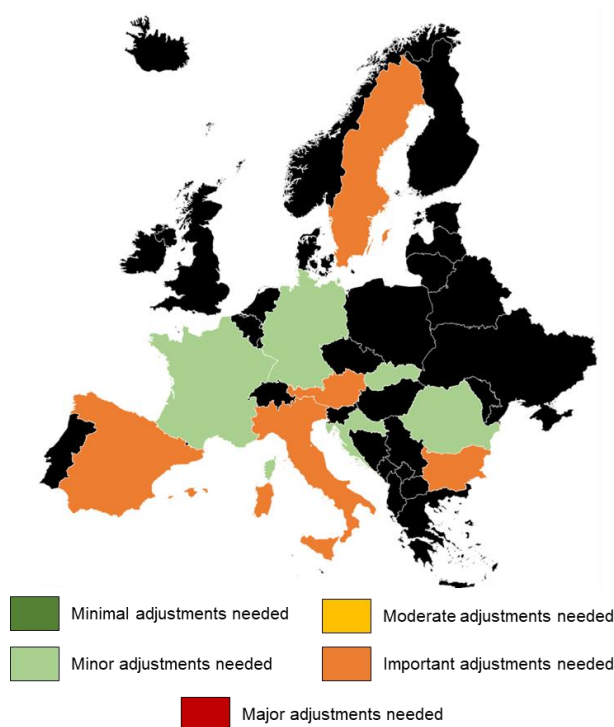 Minimal adjustments needed
Moderate adjustments needed
Minor adjustments needed
Important adjustments needed
Major adjustments needed